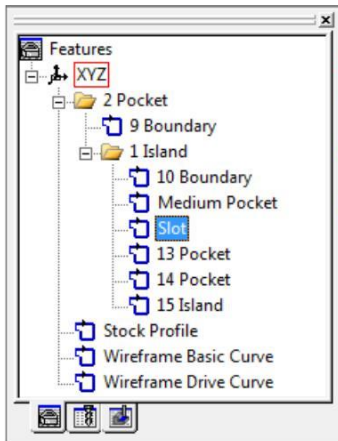 Features
XYZ
2 Pocket
9 Boundary
1 Island
10 Boundary
Medium Pocket
Slot
13 Pocket
14 Pocket
15 Island
Stock Profile
Wireframe Basic Curve
Wireframe Drive Curve